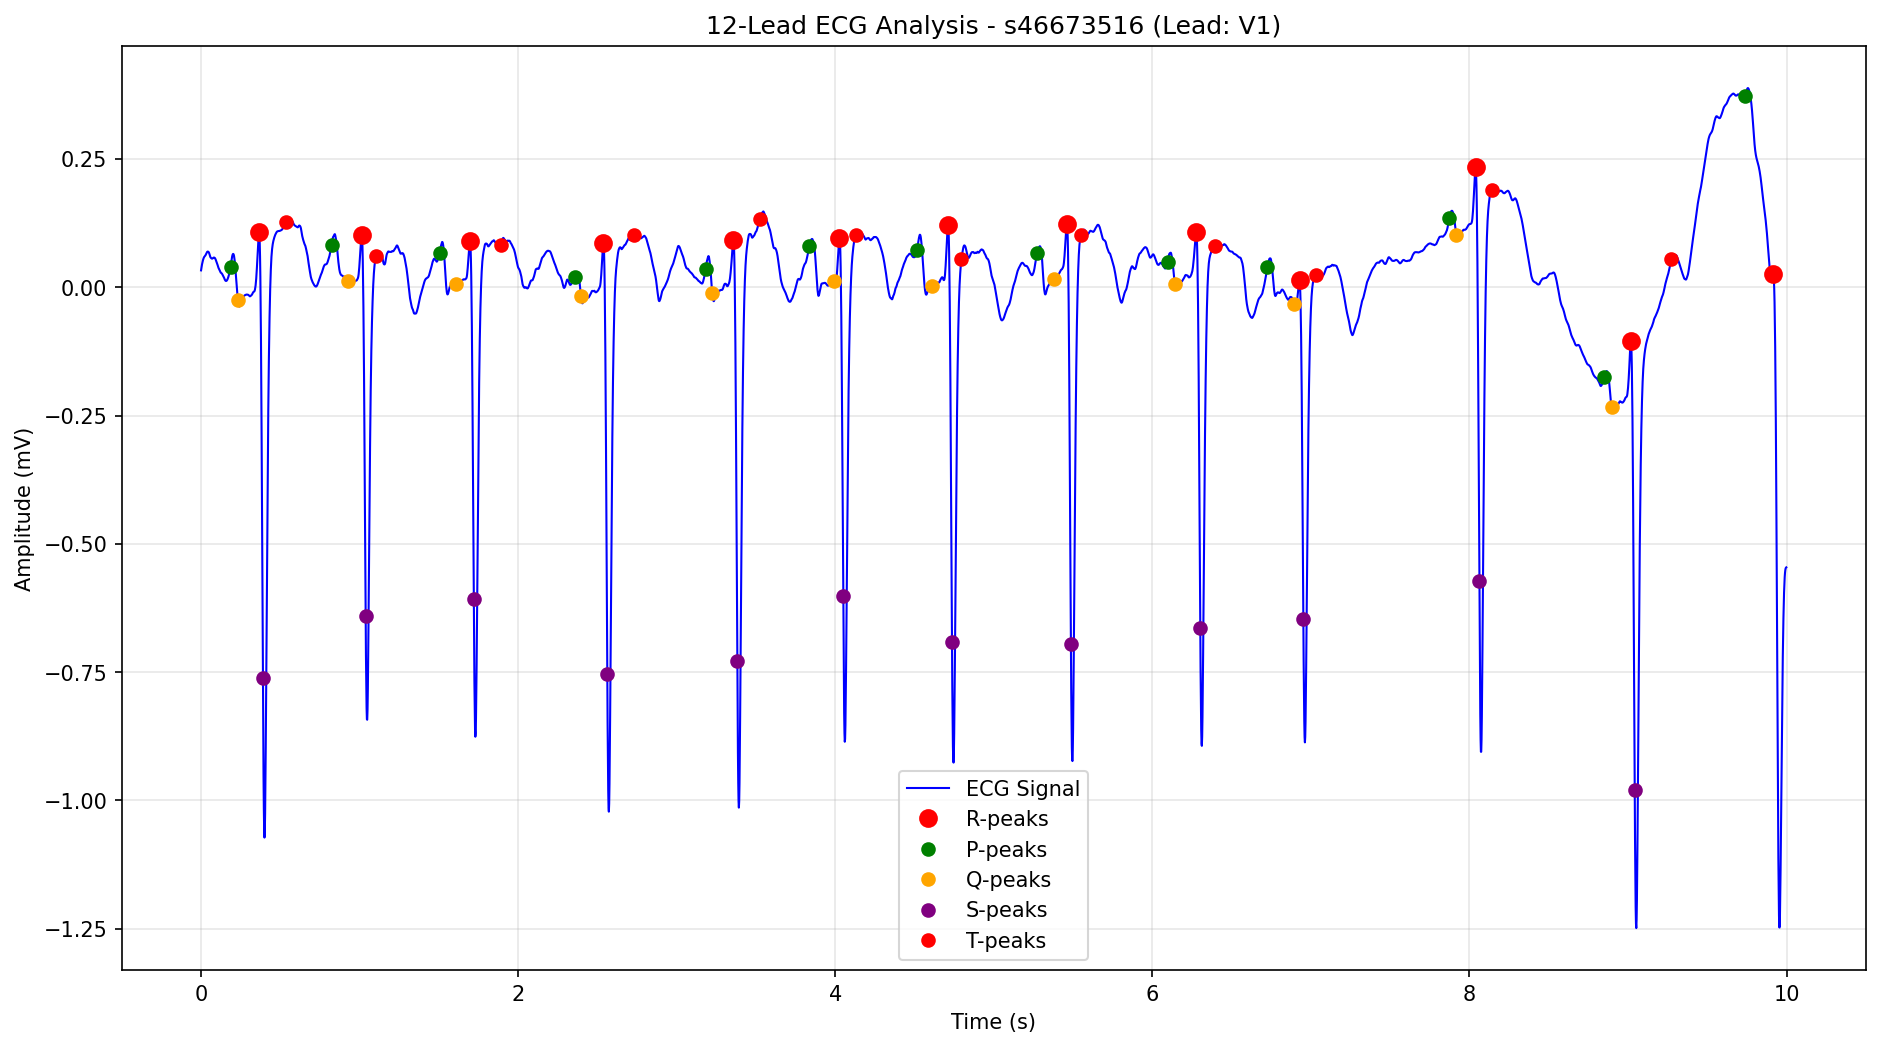 12-Lead ECG Analysis - s46673516 (Lead: V1)
Amplitude (mV)
0.25
0.00
−0.25
−0.50
−0.75
−1.00
−1.25
ECG Signal
R-peaks
P-peaks
Q-peaks
S-peaks
T-peaks
0 2 4 6 8 10
Time (s)